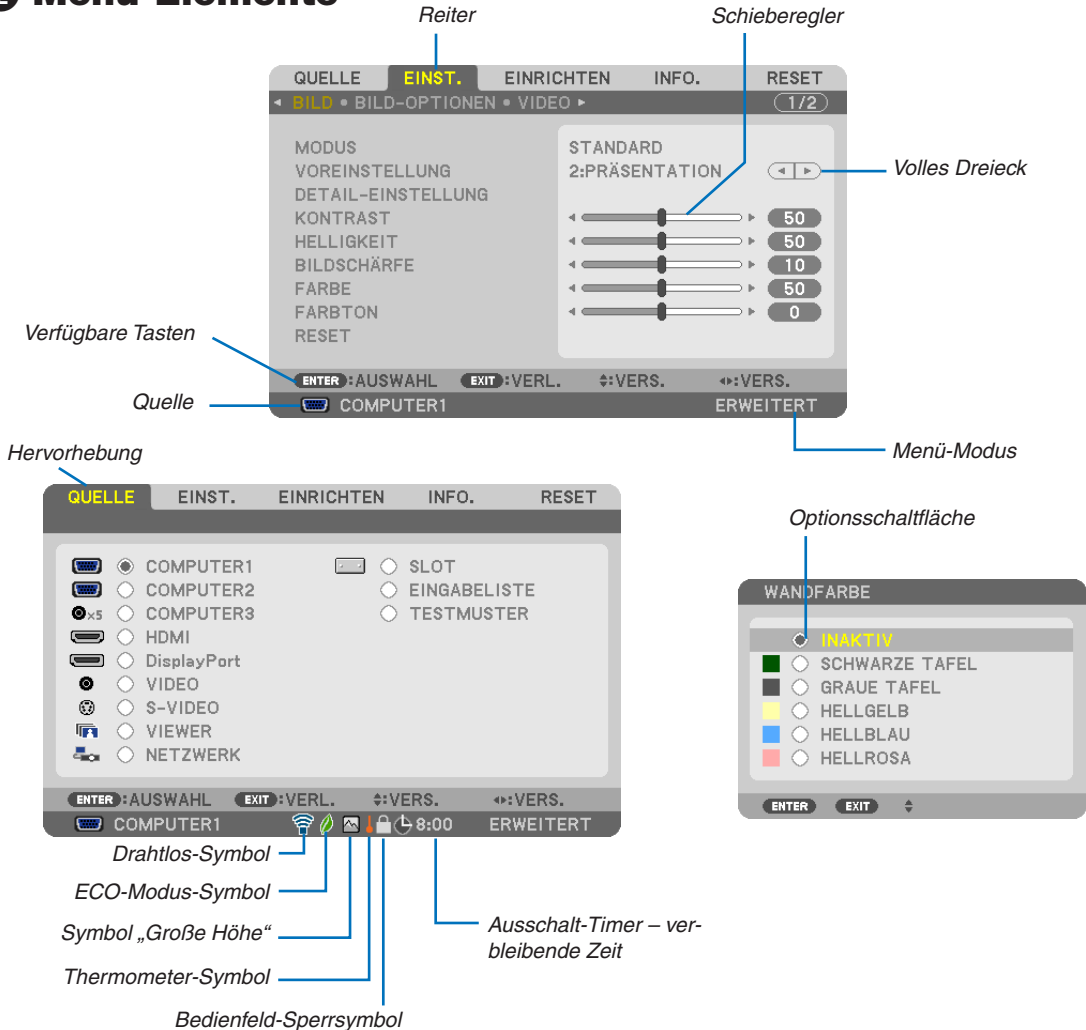 Menü-Elemente
Reiter
Schieberegler
QUELLE EINST. EINRICHTEN INFO. RESET
BILD • BILD-OPTIONEN • VIDEO 1/2
MODUS STANDARD
VOREINSTELLUNG 2:PRÄSENTATION
Volles Dreieck
DETAIL-EINSTELLUNG
KONTRAST 50
HELLIGKEIT 50
BILDSCHÄRFE 10
FARBE 50
FARBTON 0
RESET
Verfügbare Tasten
ENTER :AUSWAHL EXIT :VERL. :VERS. :VERS.
Quelle
COMPUTER1 ERWEITERT
Menü-Modus
Hervorhebung
QUELLE EINST. EINRICHTEN INFO. RESET
COMPUTER1
COMPUTER2
×5 COMPUTER3
HDMI
DisplayPort
VIDEO
S-VIDEO
VIEWER
NETZWERK
SLOT
EINGABELISTE
TESTMUSTER
ENTER :AUSWAHL EXIT :VERL. :VERS. :VERS.
COMPUTER1 8:00 ERWEITERT
Optionsschaltfläche
WANDFARBE
INAKTIV
SCHWARZE TAFEL
GRAUE TAFEL
HELLGELB
HELLBLAU
HELLROSA
ENTER EXIT
Drahtlos-Symbol
ECO-Modus-Symbol
Symbol „Große Höhe“
Thermometer-Symbol
Bedienfeld-Sperrsymbol
Ausschalt-Timer – ver-
bleibende Zeit